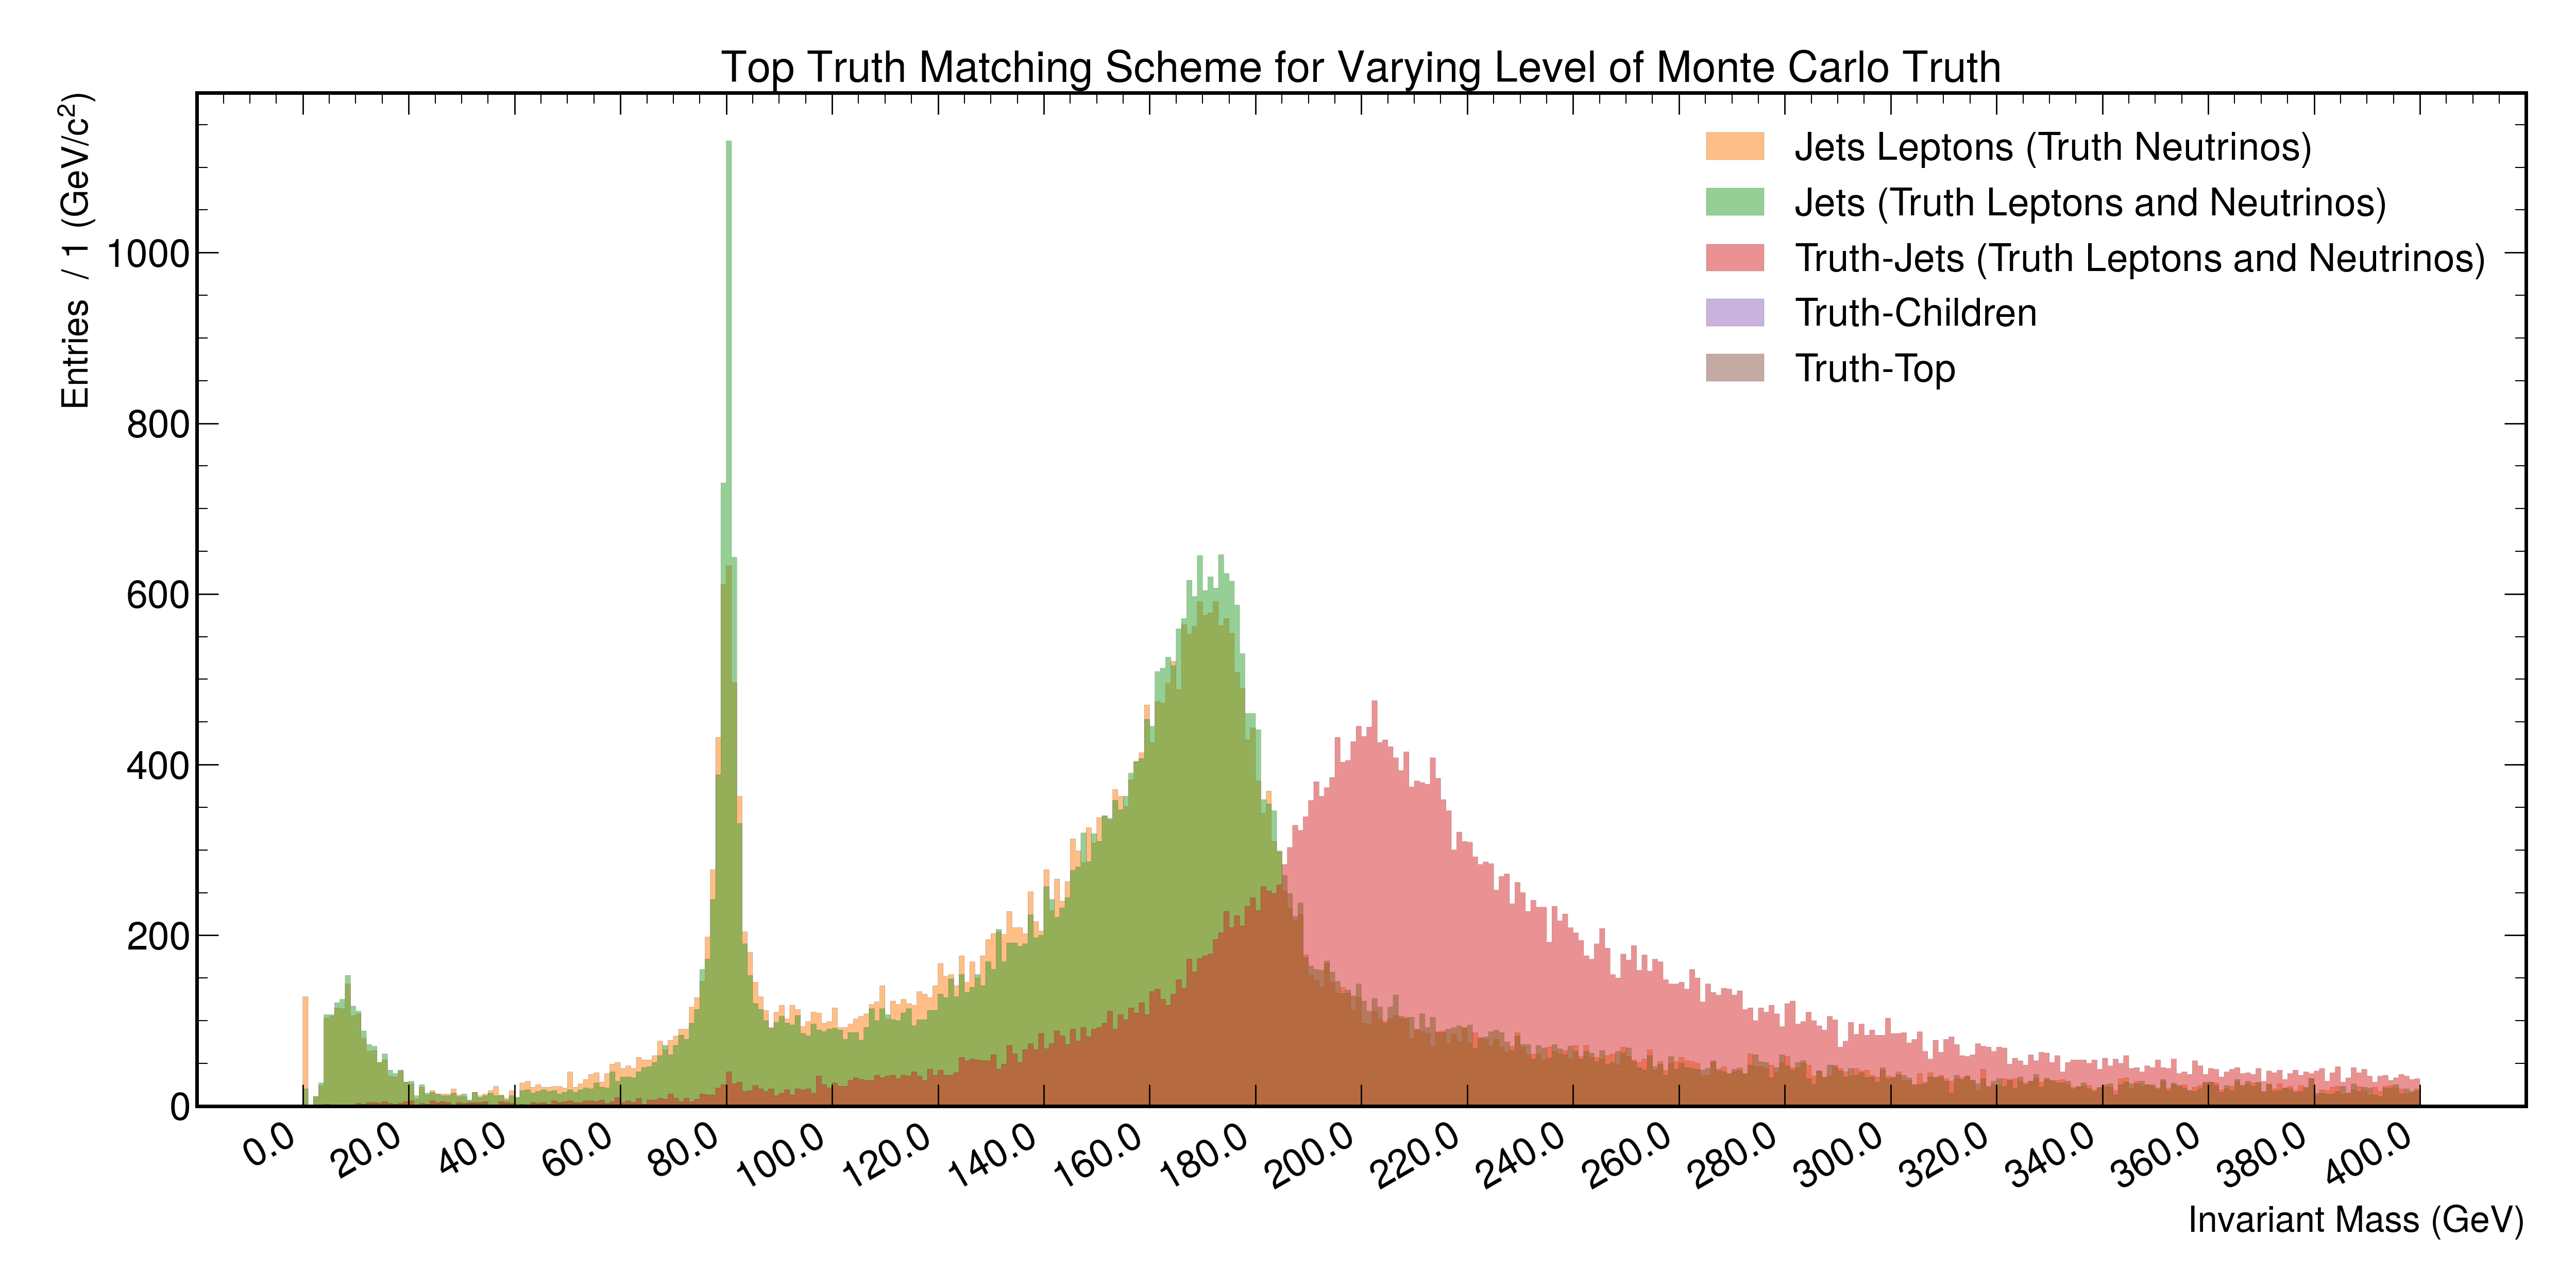 Top Truth Matching Scheme for Varying Level of Monte Carlo Truth
Entries / 1 (GeV/c²)
Jets Leptons (Truth Neutrinos)
Jets (Truth Leptons and Neutrinos)
Truth-Jets (Truth Leptons and Neutrinos)
Truth-Children
Truth-Top
1000
800
600
400
200
0
0.0 20.0 40.0 60.0 80.0 100.0 120.0 140.0 160.0 180.0 200.0 220.0 240.0 260.0 280.0 300.0 320.0 340.0 360.0 380.0 400.0
Invariant Mass (GeV)